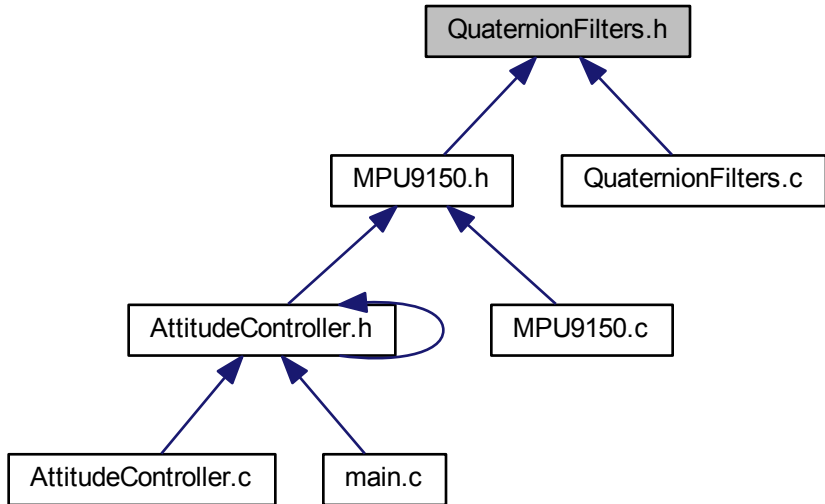 QuaternionFilters.h
MPU9150.h
QuaternionFilters.c
AttitudeController.h
MPU9150.c
AttitudeController.c
main.c